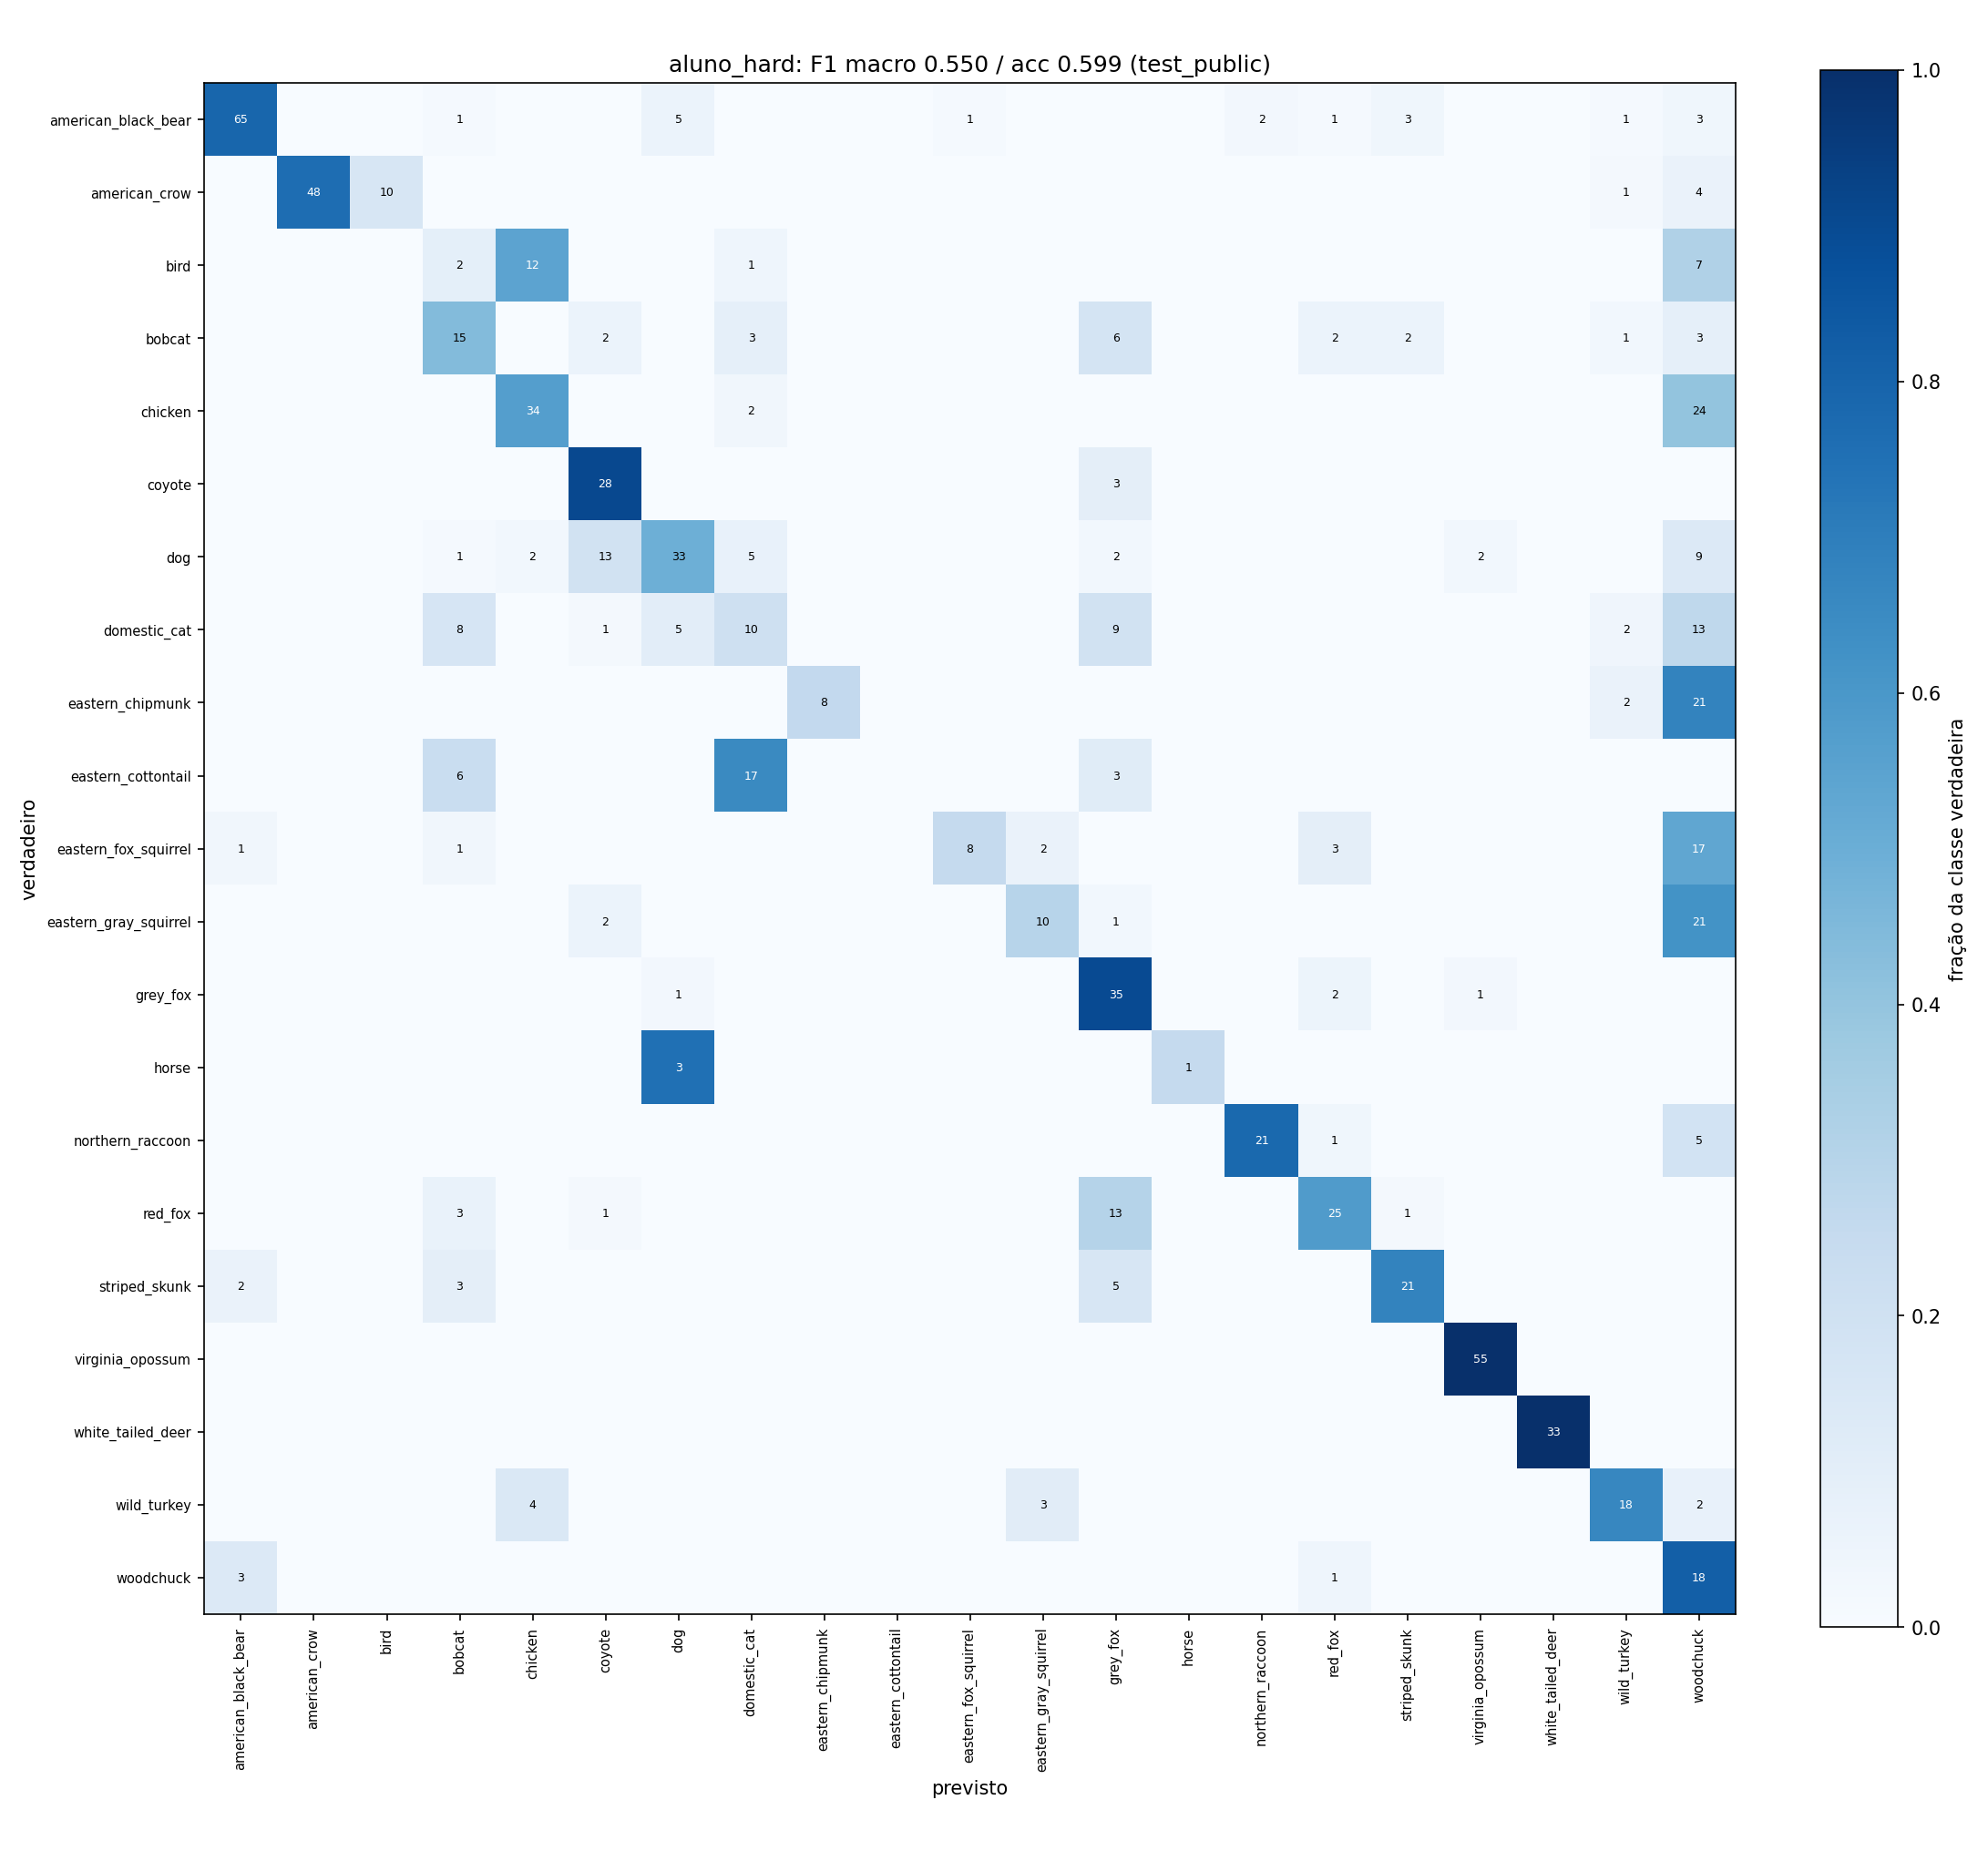 aluno_hard: F1 macro 0.550 / acc 0.599 (test_public)
verdadeiro
american_black_bear 65 1 5 1 2 1 3 1 3
american_crow 48 10 1 4
bird 2 12 1 7
bobcat 15 2 3 6 2 2 1 3
chicken 34 2 24
coyote 28 3
dog 1 2 13 33 5 2 2 9
domestic_cat 8 1 5 10 9 2 13
eastern_chipmunk 8 2 21
eastern_cottontail 6 17 3
eastern_fox_squirrel 1 1 8 2 3 17
eastern_gray_squirrel 2 10 1 21
grey_fox 1 35 2 1
horse 3 1
northern_raccoon 21 1 5
red_fox 3 1 13 25 1
striped_skunk 2 3 5 21
virginia_opossum 55
white_tailed_deer 33
wild_turkey 4 3 18 2
woodchuck 3 1 18
american_black_bear
american_crow
bird
bobcat
chicken
coyote
dog
domestic_cat
eastern_chipmunk
eastern_cottontail
eastern_fox_squirrel
eastern_gray_squirrel
grey_fox
horse
northern_raccoon
red_fox
striped_skunk
virginia_opossum
white_tailed_deer
wild_turkey
woodchuck
previsto
1.0
0.8
0.6
0.4
0.2
0.0
fração da classe verdadeira